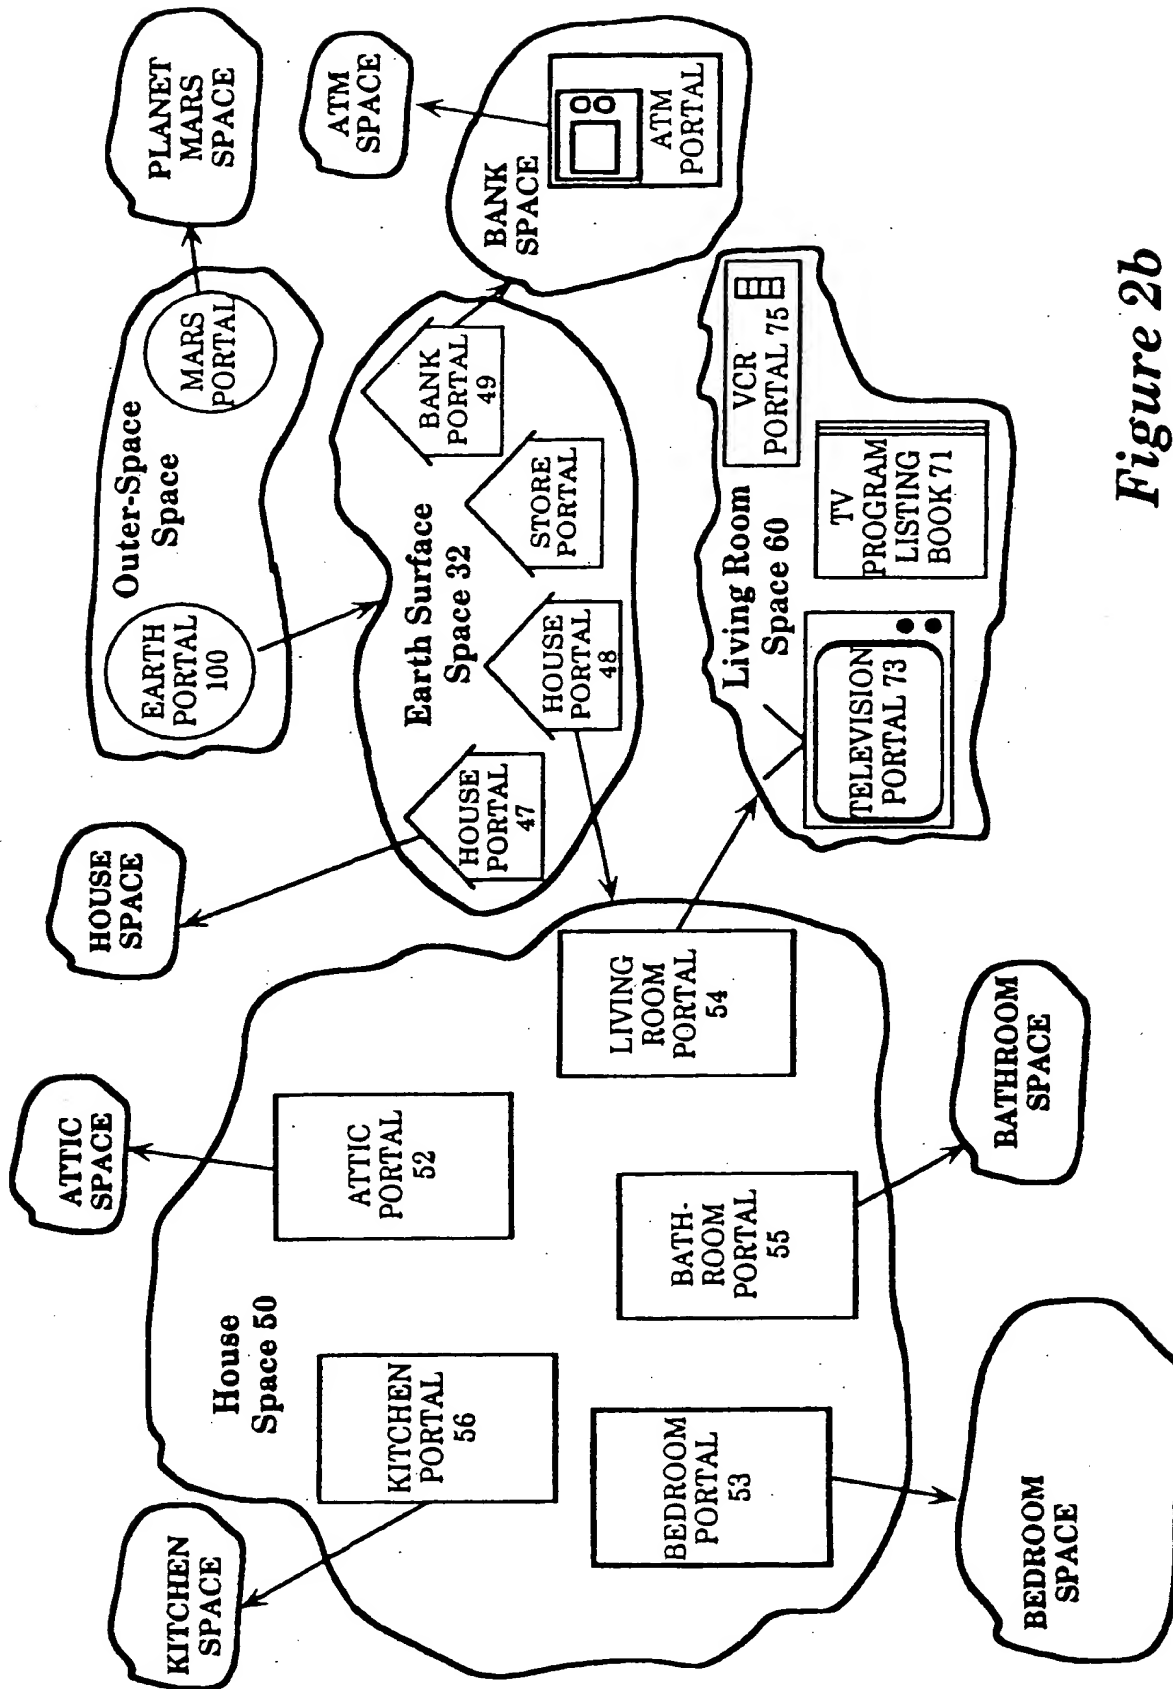 KITCHEN
SPACE
ATTIC
SPACE
HOUSE
SPACE
PLANET
MARS
SPACE
ATM
SPACE
House
Space 50
KITCHEN
PORTAL
56
ATTIC
PORTAL
52
BEDROOM
PORTAL
53
BATH-
ROOM
PORTAL
55
LIVING
ROOM
PORTAL
54
BEDROOM
SPACE
BATHROOM
SPACE
EARTH
PORTAL
100
Outer-Space
Space
MARS
PORTAL
Earth Surface
Space 32
HOUSE
PORTAL
47
HOUSE
PORTAL
48
STORE
PORTAL
BANK
PORTAL
49
BANK
SPACE
ATM
PORTAL
Living Room
Space 60
TELEVISION
PORTAL 73
TV
PROGRAM
LISTING
BOOK 71
VCR
PORTAL 75
Figure 2b